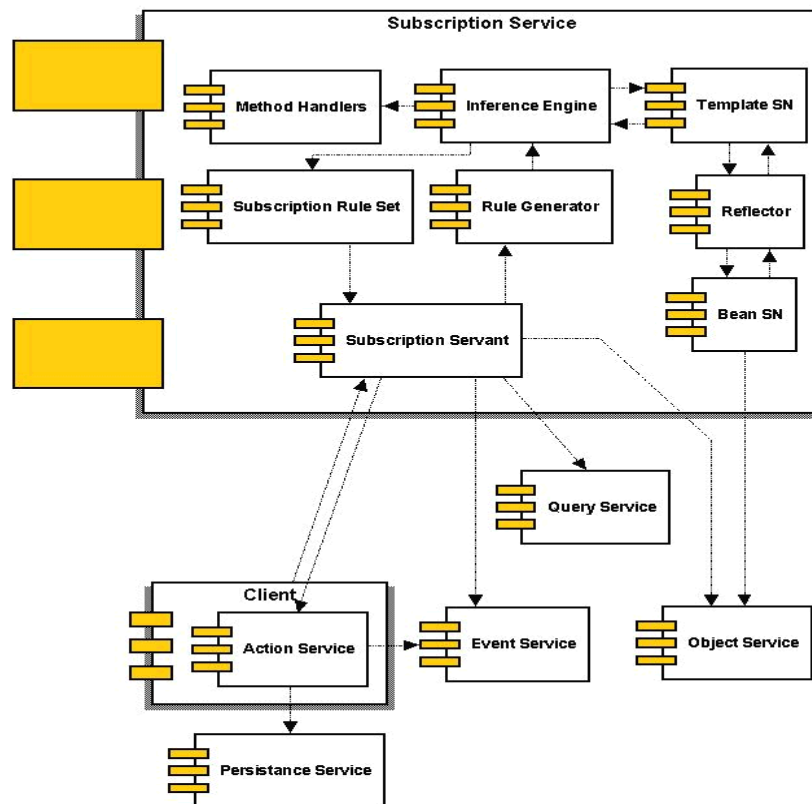 Subscription Service
Method Handlers
Inference Engine
Template SN
Subscription Rule Set
Rule Generator
Reflector
Subscription Servant
Bean SN
Query Service
Client
Action Service
Event Service
Object Service
Persistance Service